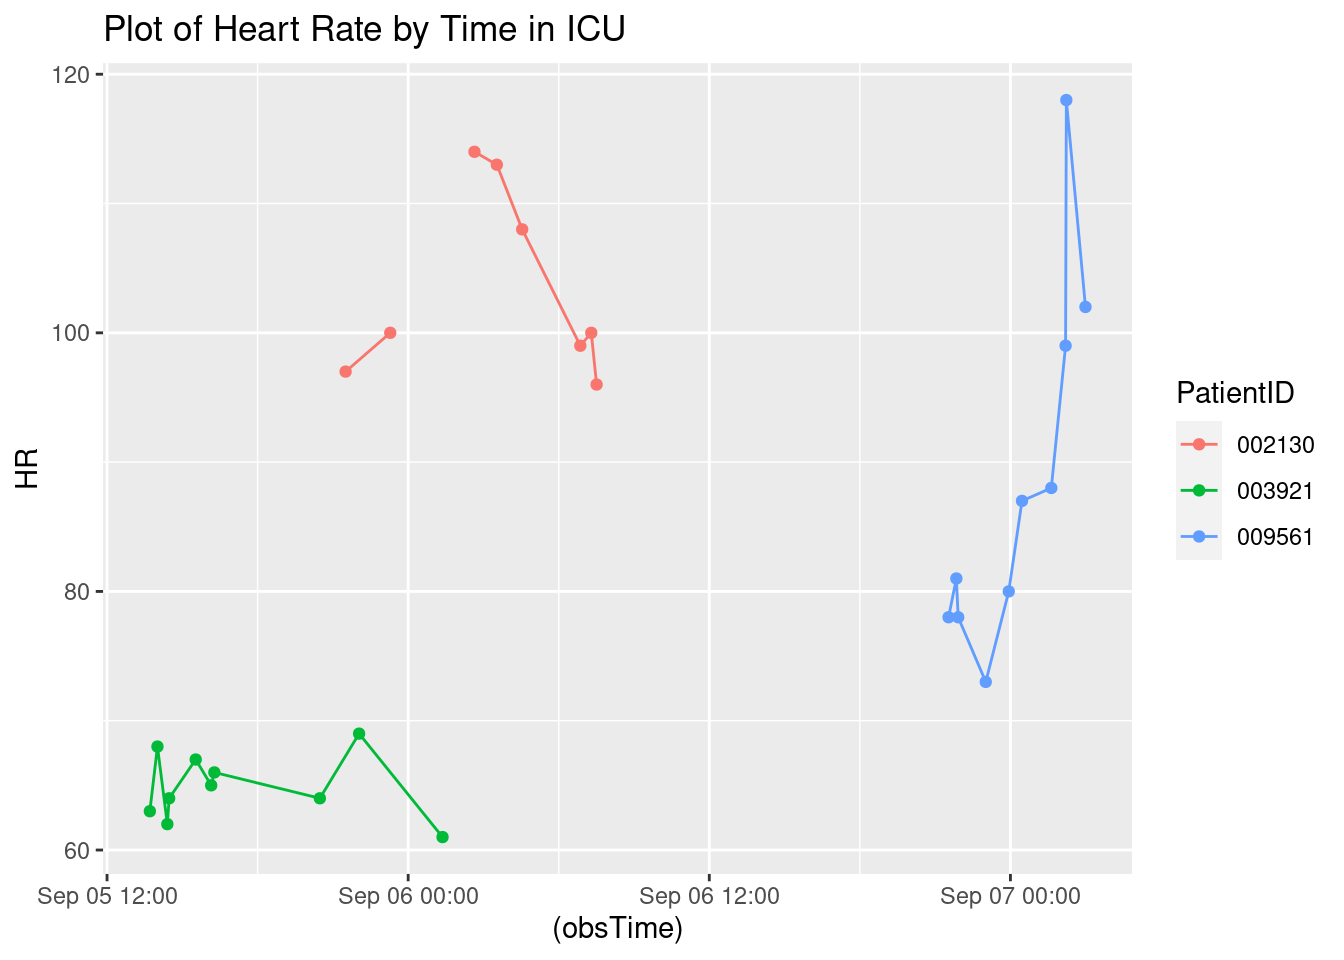 Plot of Heart Rate by Time in ICU
120
100
80
60
HR
Sep 05 12:00
Sep 06 00:00
Sep 06 12:00
Sep 07 00:00
(obsTime)
PatientID
002130
003921
009561